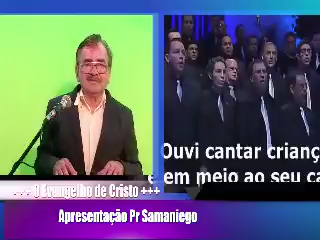 Ouvi cantar crianç
e em meio ao seu ca
+++ O Evangelho de Cristo +++
Apresentação Pr Samaniego